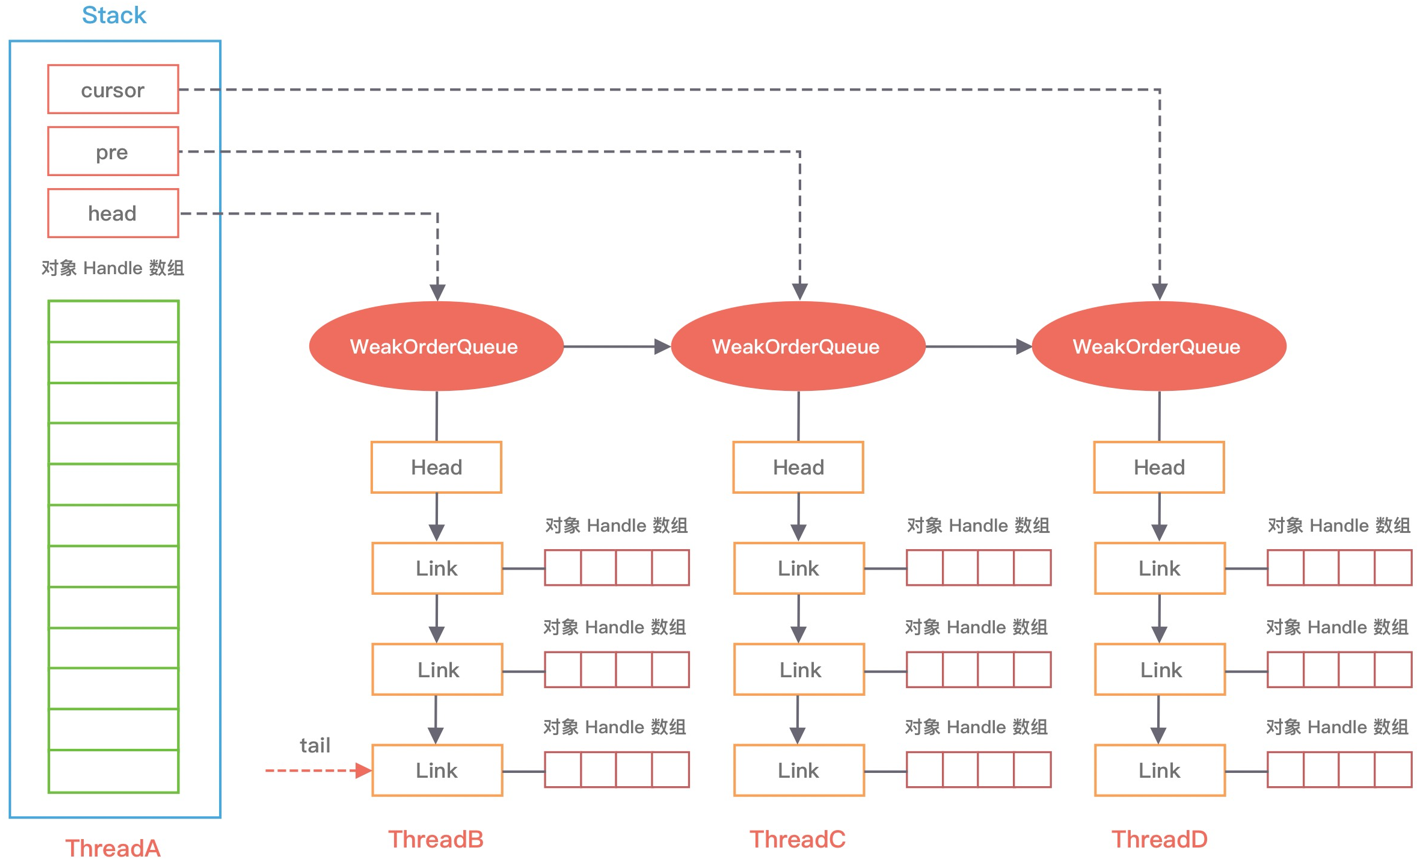 Stack
cursor
pre
head
对象 Handle 数组
WeakOrderQueue
WeakOrderQueue
WeakOrderQueue
Head
Head
Head
对象 Handle 数组
对象 Handle 数组
对象 Handle 数组
Link
Link
Link
对象 Handle 数组
对象 Handle 数组
对象 Handle 数组
Link
Link
Link
对象 Handle 数组
对象 Handle 数组
对象 Handle 数组
tail
Link
Link
Link
ThreadA
ThreadB
ThreadC
ThreadD